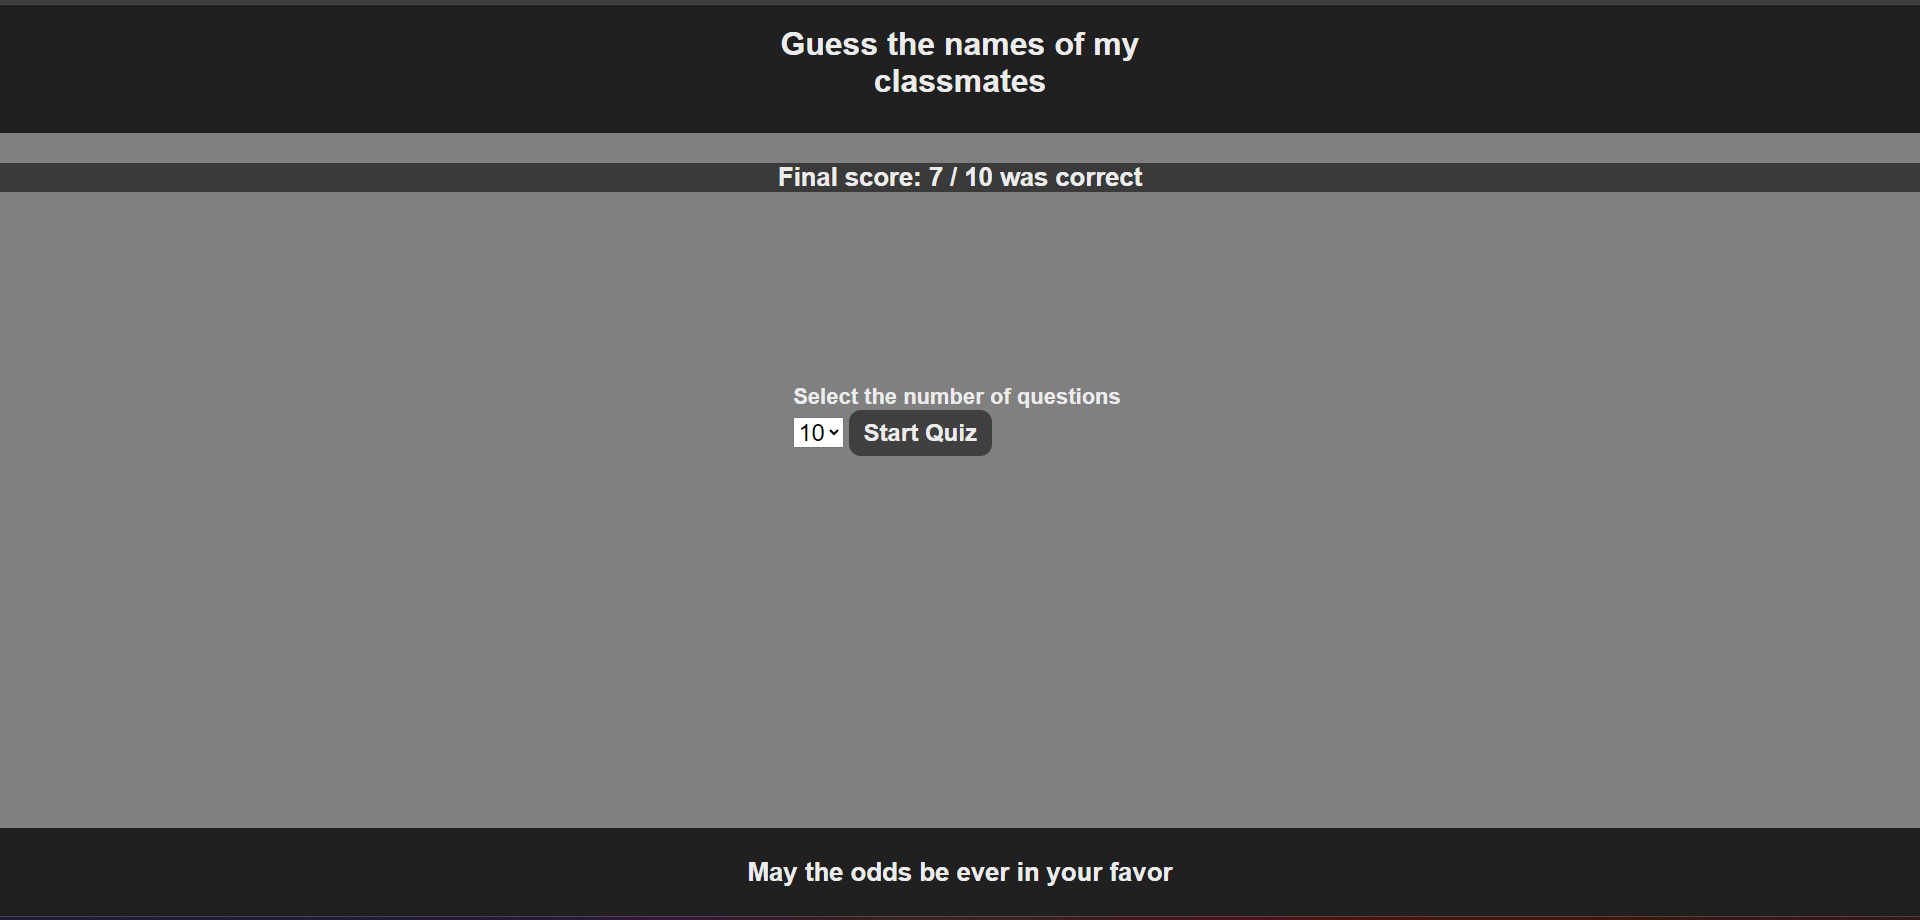 Guess the names of my
classmates
Final score: 7 / 10 was correct
Select the number of questions
10 Start Quiz
May the odds be ever in your favor